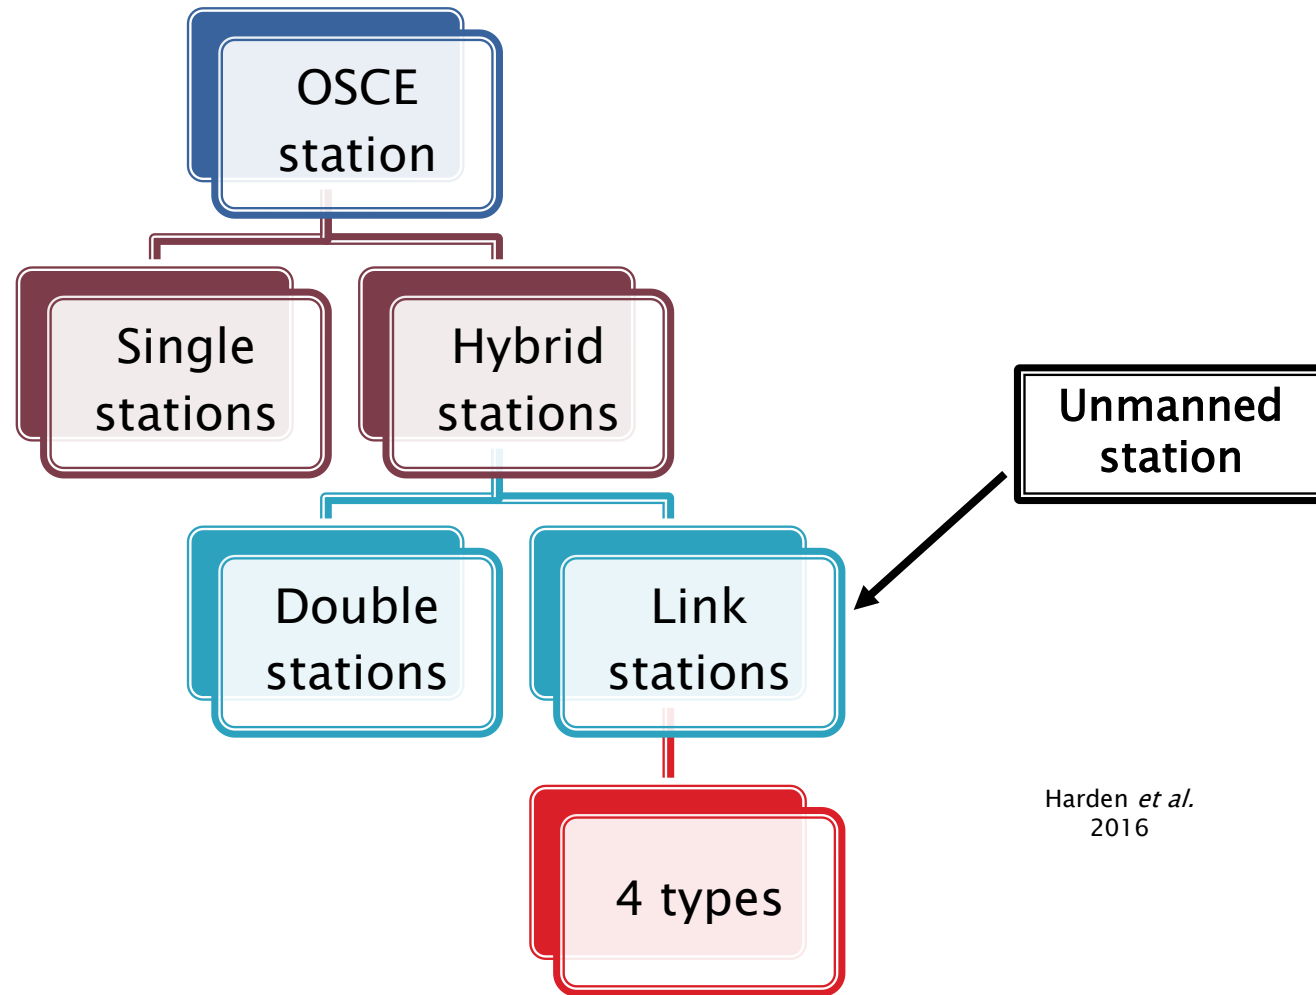 OSCE
station
Single
stations
Hybrid
stations
Unmanned
station
Double
stations
Link
stations
4 types
Harden et al.
2016